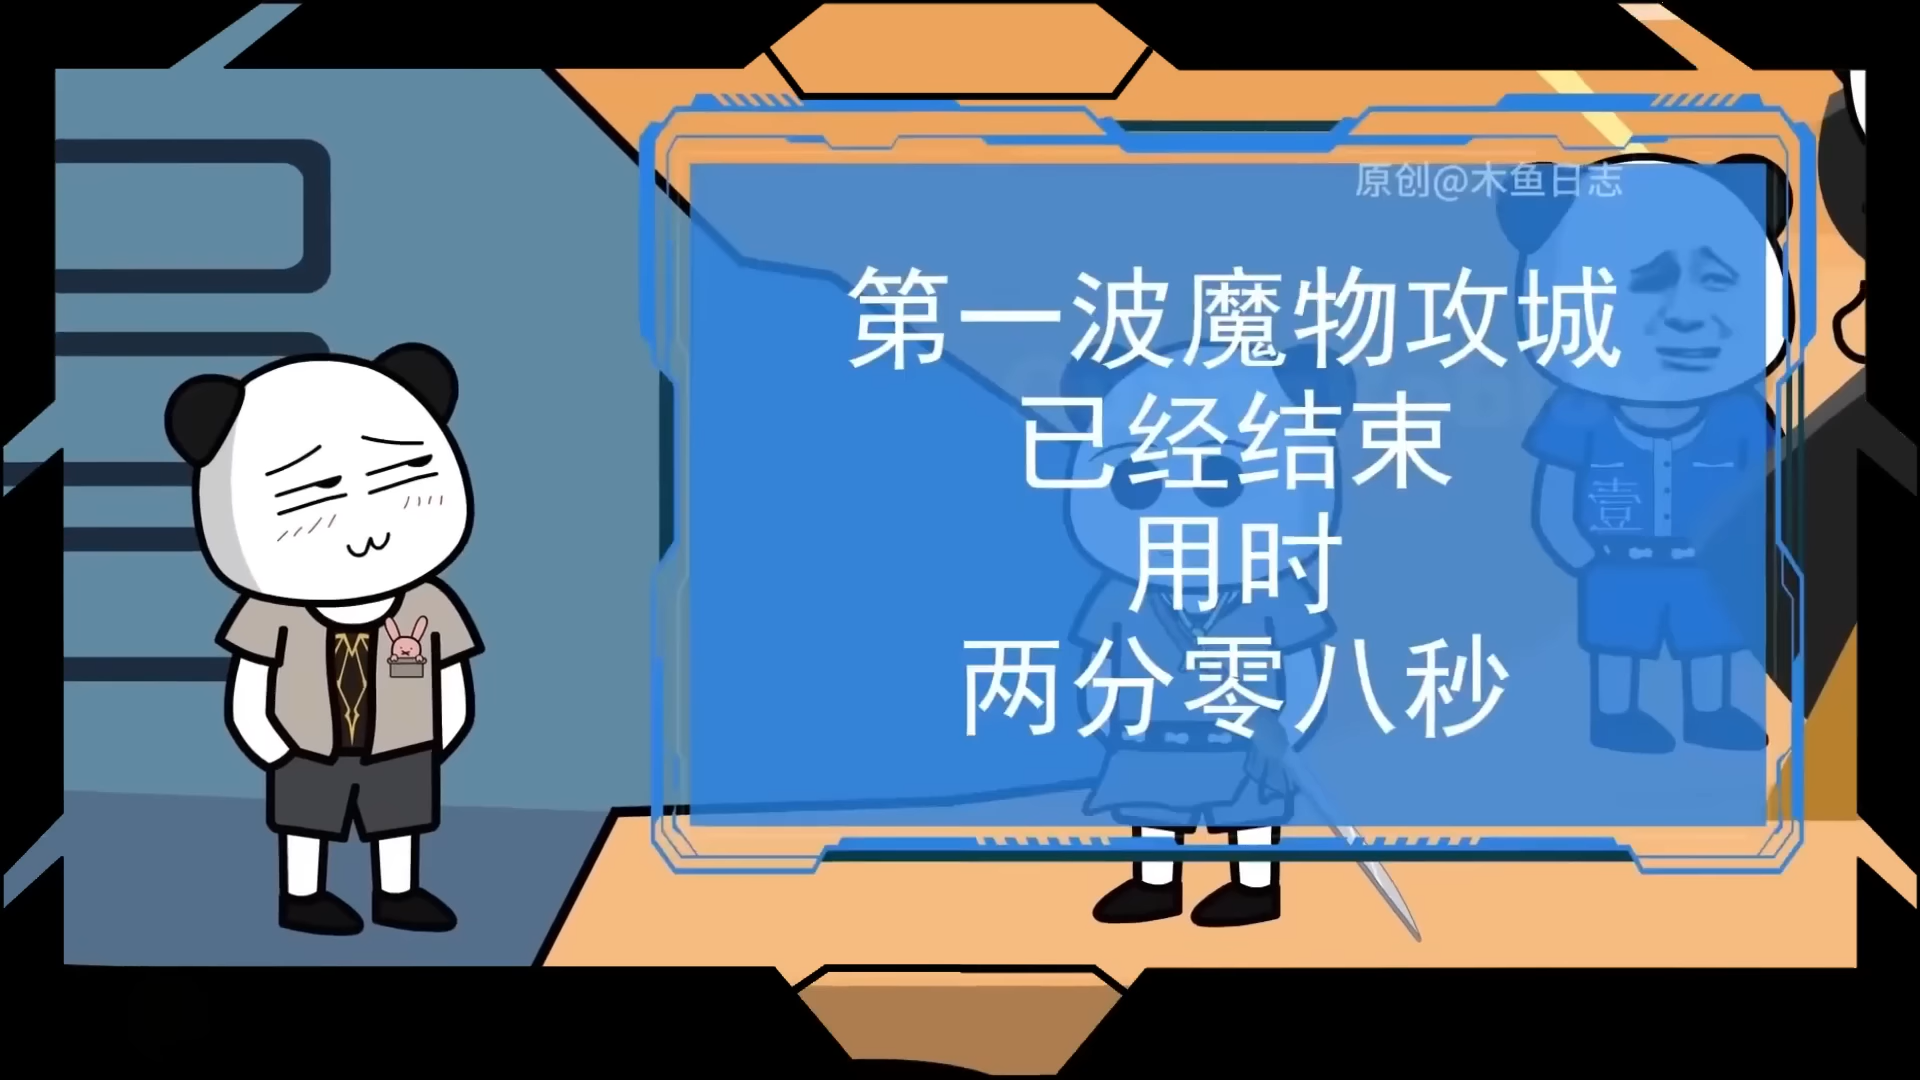 原创@木鱼日志
第一波魔物攻城
已经结束
用时
两分零八秒
壹